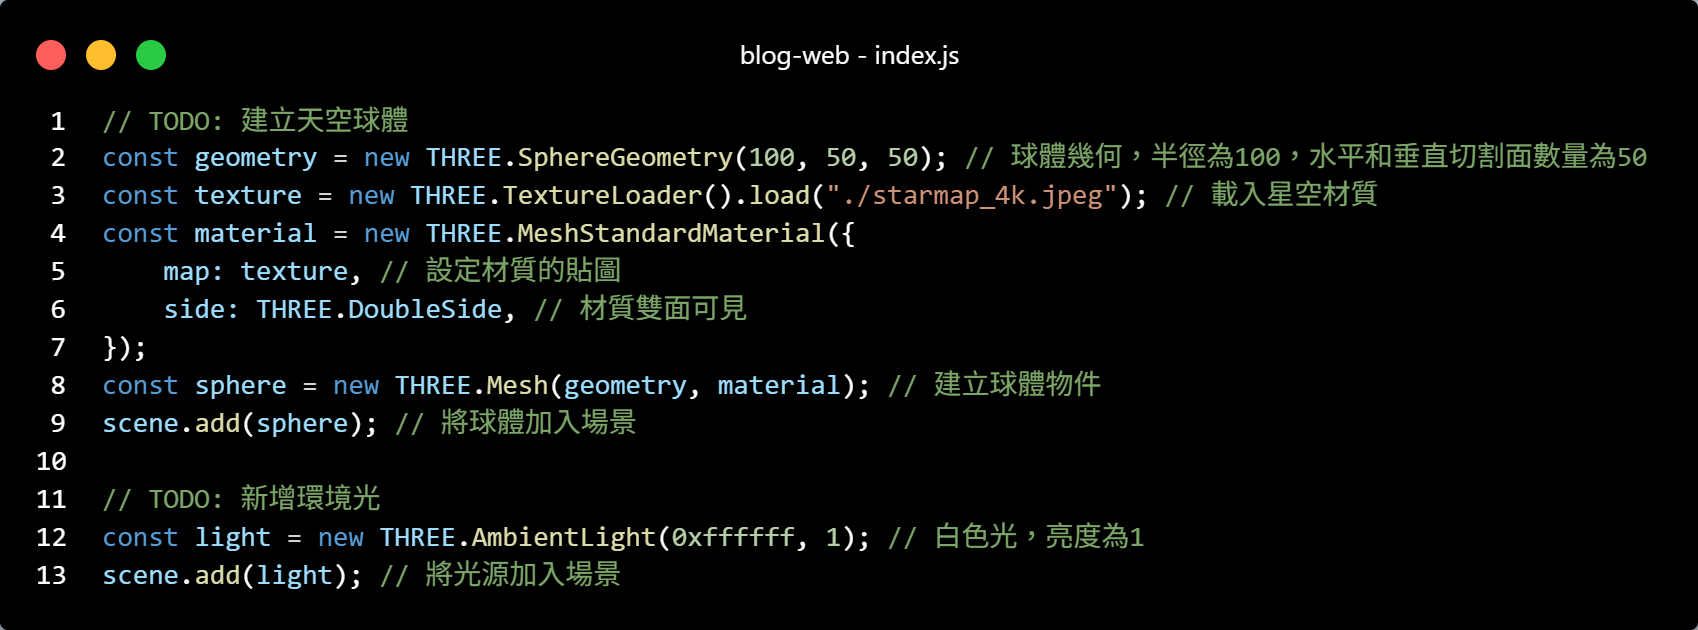 blog-web - index.js
1 // TODO: 建立天空球體
2 const geometry = new THREE.SphereGeometry(100, 50, 50); // 球體幾何，半徑為100，水平和垂直切割面數量為50
3 const texture = new THREE.TextureLoader().load("./starmap_4k.jpeg"); // 載入星空材質
4 const material = new THREE.MeshStandardMaterial({
5     map: texture, // 設定材質的貼圖
6     side: THREE.DoubleSide, // 材質雙面可見
7 });
8 const sphere = new THREE.Mesh(geometry, material); // 建立球體物件
9 scene.add(sphere); // 將球體加入場景
10
11 // TODO: 新增環境光
12 const light = new THREE.AmbientLight(0xffffff, 1); // 白色光，亮度為1
13 scene.add(light); // 將光源加入場景